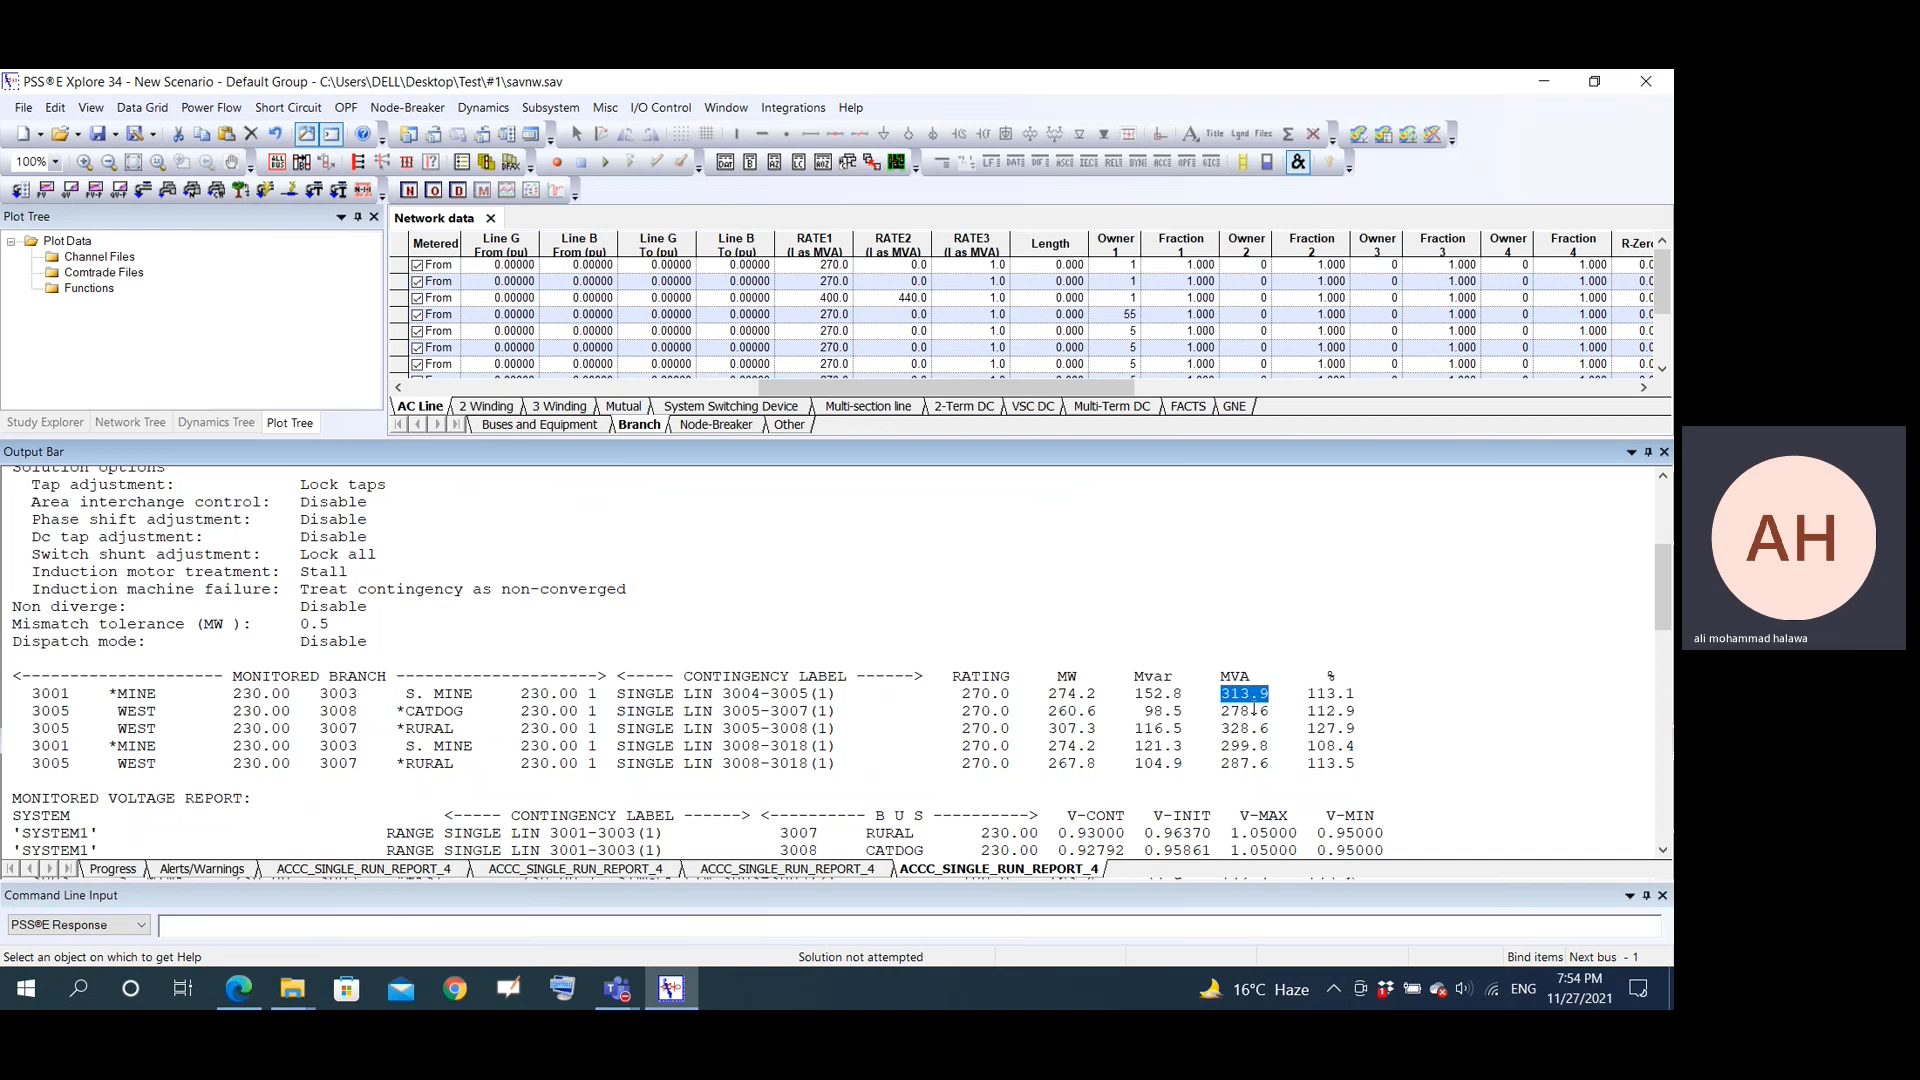 PSS®E Xplore 34 - New Scenario - Default Group - C:\Users\DELL\Desktop\Test\#1\savnw.sav
File Edit View Data Grid Power Flow Short Circuit OPF Node-Breaker Dynamics Subsystem Misc I/O Control Window Integrations Help
100%
Plot Tree
Plot Data
Channel Files
Comtrade Files
Functions
Study Explorer Network Tree Dynamics Tree Plot Tree
Network data
Metered Line G From (pu) Line B From (pu) Line G To (pu) Line B To (pu) RATE1 (I as MVA) RATE2 (I as MVA) RATE3 (I as MVA) Length Owner 1 Fraction 1 Owner 2 Fraction 2 Owner 3 Fraction 3 Owner 4 Fraction 4 R-Zero
From 0.00000 0.00000 0.00000 0.00000 270.0 0.0 1.0 0.000 1 1.000 0 1.000 0 1.000 0 1.000
From 0.00000 0.00000 0.00000 0.00000 270.0 0.0 1.0 0.000 1 1.000 0 1.000 0 1.000 0 1.000
From 0.00000 0.00000 0.00000 0.00000 400.0 440.0 1.0 0.000 1 1.000 0 1.000 0 1.000 0 1.000
From 0.00000 0.00000 0.00000 0.00000 270.0 0.0 1.0 0.000 55 1.000 0 1.000 0 1.000 0 1.000
From 0.00000 0.00000 0.00000 0.00000 270.0 0.0 1.0 0.000 5 1.000 0 1.000 0 1.000 0 1.000
From 0.00000 0.00000 0.00000 0.00000 270.0 0.0 1.0 0.000 5 1.000 0 1.000 0 1.000 0 1.000
From 0.00000 0.00000 0.00000 0.00000 270.0 0.0 1.0 0.000 5 1.000 0 1.000 0 1.000 0 1.000
AC Line 2 Winding 3 Winding Mutual System Switching Device Multi-section line 2-Term DC VSC DC Multi-Term DC FACTS GNE
Buses and Equipment Branch Node-Breaker Other
Output Bar
Solution options
Tap adjustment: Lock taps
Area interchange control: Disable
Phase shift adjustment: Disable
Dc tap adjustment: Disable
Switch shunt adjustment: Lock all
Induction motor treatment: Stall
Induction machine failure: Treat contingency as non-converged
Non diverge: Disable
Mismatch tolerance (MW ): 0.5
Dispatch mode: Disable
<--------------------- MONITORED BRANCH ----------------------> <----- CONTINGENCY LABEL ------> RATING MW Mvar MVA %
3001 *MINE 230.00 3003 S. MINE 230.00 1 SINGLE LIN 3004-3005(1) 270.0 274.2 152.8 313.9 113.1
3005 WEST 230.00 3008 *CATDOG 230.00 1 SINGLE LIN 3005-3007(1) 270.0 260.6 98.5 278.6 112.9
3005 WEST 230.00 3007 *RURAL 230.00 1 SINGLE LIN 3005-3008(1) 270.0 307.3 116.5 328.6 127.9
3001 *MINE 230.00 3003 S. MINE 230.00 1 SINGLE LIN 3008-3018(1) 270.0 274.2 121.3 299.8 108.4
3005 WEST 230.00 3007 *RURAL 230.00 1 SINGLE LIN 3008-3018(1) 270.0 267.8 104.9 287.6 113.5
MONITORED VOLTAGE REPORT:
SYSTEM <----- CONTINGENCY LABEL ------> <---------- B U S ----------> V-CONT V-INIT V-MAX V-MIN
'SYSTEM1' RANGE SINGLE LIN 3001-3003(1) 3007 RURAL 230.00 0.93000 0.96370 1.05000 0.95000
'SYSTEM1' RANGE SINGLE LIN 3001-3003(1) 3008 CATDOG 230.00 0.92792 0.95861 1.05000 0.95000
Progress Alerts/Warnings ACCC_SINGLE_RUN_REPORT_4 ACCC_SINGLE_RUN_REPORT_4 ACCC_SINGLE_RUN_REPORT_4 ACCC_SINGLE_RUN_REPORT_4
Command Line Input
PSS®E Response
Select an object on which to get Help Solution not attempted Bind items Next bus - 1
16°C Haze ENG 7:54 PM
11/27/2021
AH
ali mohammad halawa